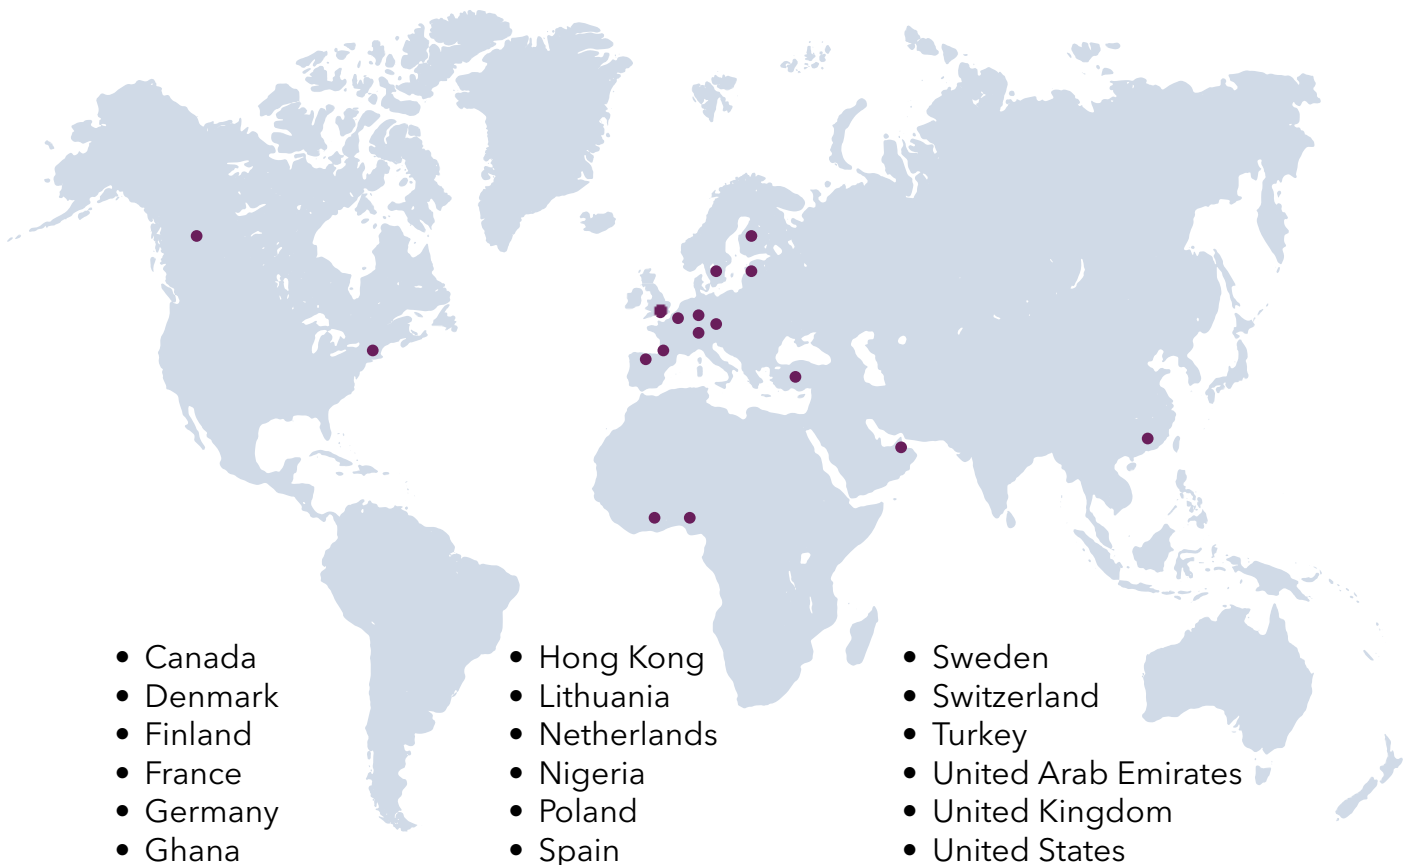 • Canada
• Denmark
• Finland
• France
• Germany
• Ghana
• Hong Kong
• Lithuania
• Netherlands
• Nigeria
• Poland
• Spain
• Sweden
• Switzerland
• Turkey
• United Arab Emirates
• United Kingdom
• United States